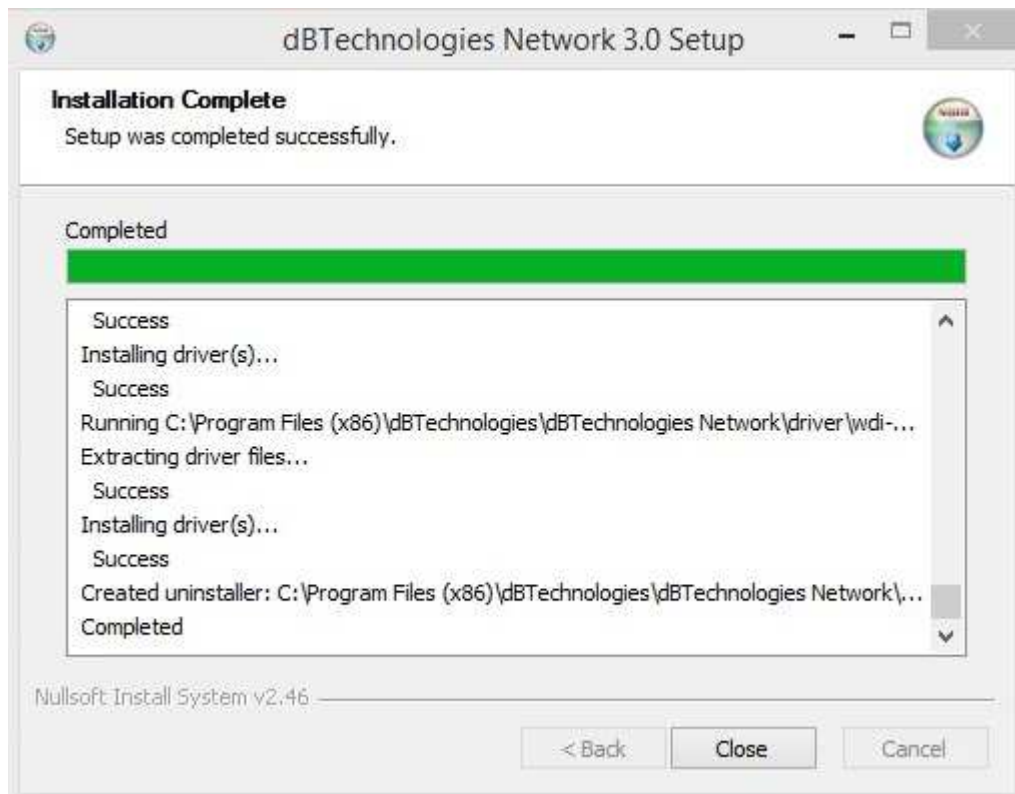 dBTechnologies Network 3.0 Setup
Installation Complete
Setup was completed successfully.
Completed
Success
Installing driver(s)...
Success
Running C:\Program Files (x86)\dBTechnologies\dBTechnologies Network\driver\wdi-...
Extracting driver files...
Success
Installing driver(s)...
Success
Created uninstaller: C:\Program Files (x86)\dBTechnologies\dBTechnologies Network\...
Completed
Nullsoft Install System v2.46
< Back
Close
Cancel